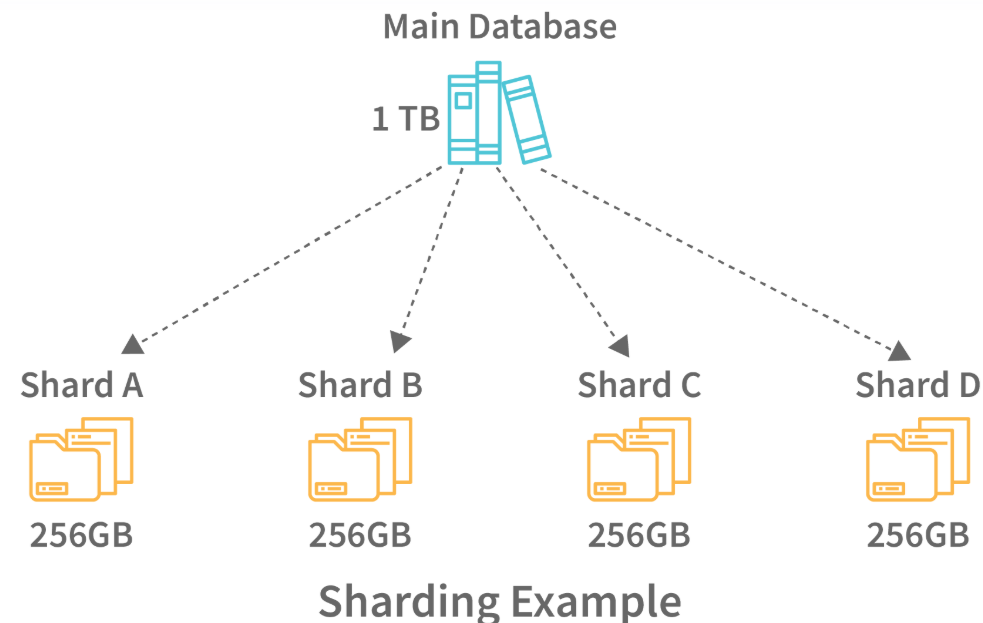 Main Database
1 TB
Shard A
Shard B
Shard C
Shard D
256GB
256GB
256GB
256GB
Sharding Example